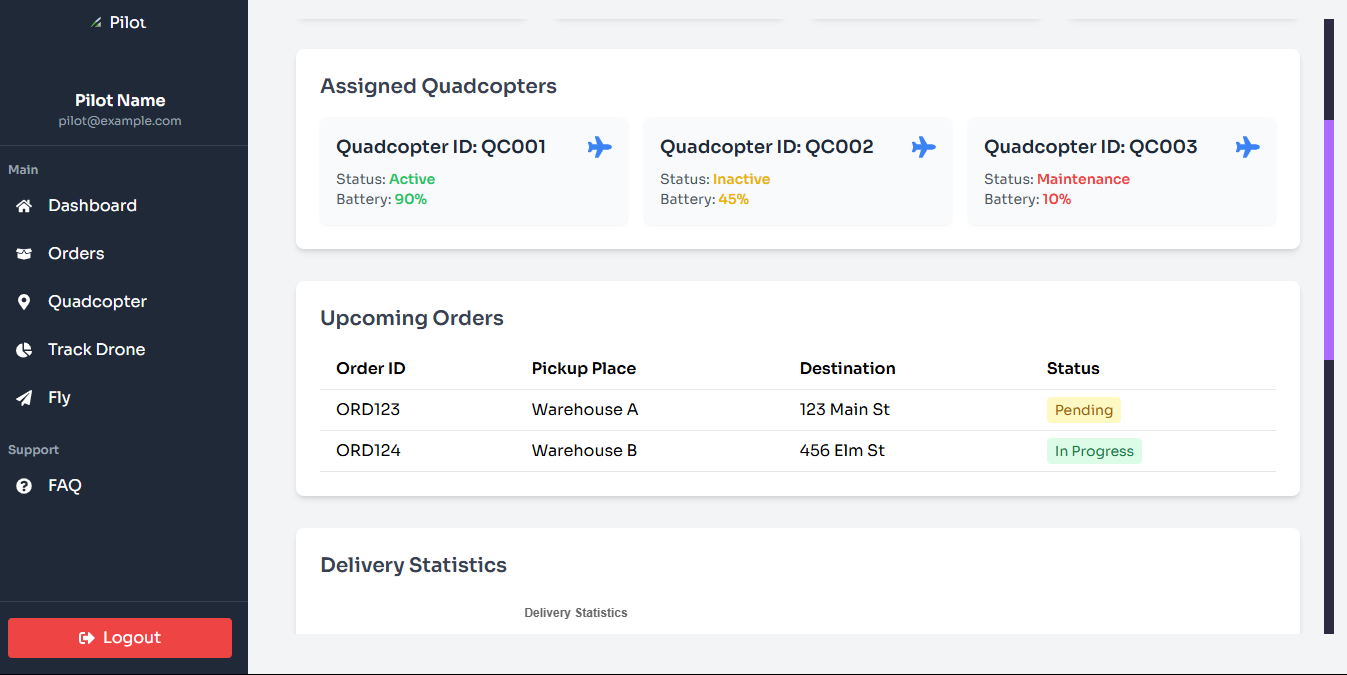 Pilot
Pilot Name
pilot@example.com
Main
Dashboard
Orders
Quadcopter
Track Drone
Fly
Support
FAQ
Logout
Assigned Quadcopters
Quadcopter ID: QC001
Status: Active
Battery: 90%
Quadcopter ID: QC002
Status: Inactive
Battery: 45%
Quadcopter ID: QC003
Status: Maintenance
Battery: 10%
Upcoming Orders
Order ID Pickup Place Destination Status
ORD123 Warehouse A 123 Main St Pending
ORD124 Warehouse B 456 Elm St In Progress
Delivery Statistics
Delivery Statistics